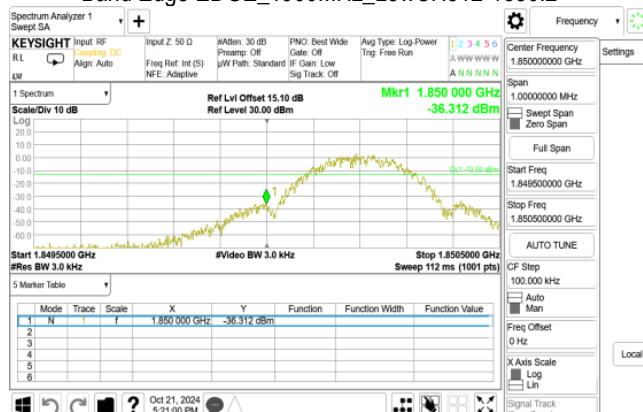 Spectrum Analyzer 1
Swept SA
Frequency
Settings
KEYSIGHT
RL
Input: RF
Coupling: DC
Align: Auto
Input Z: 50 Ω
Freq Ref: Int (S)
NFE: Adaptive
#Atten: 30 dB
Preamp: Off
µW Path: Standard
PNO: Best Wide
Gate: Off
IF Gain: Low
Sig Track: Off
Avg Type: Log-Power
Trig: Free Run
1 2 3 4 5 6
A W W W W W
A N N N N N
1 Spectrum
Scale/Div 10 dB
Ref Lvl Offset 15.10 dB
Ref Level 30.00 dBm
Mkr1 1.850 000 GHz
-36.312 dBm
Log
20.0
10.0
0.00
-10.0
-20.0
-30.0
-40.0
-50.0
-60.0
DL1 -13.00 dBm
1
Start 1.8495000 GHz
#Res BW 3.0 kHz
#Video BW 3.0 kHz
Stop 1.8505000 GHz
Sweep 112 ms (1001 pts)
5 Marker Table
Mode Trace Scale X Y Function Function Width Function Value
1 N 1 f 1.850 000 GHz -36.312 dBm
2
3
4
5
6
Oct 21, 2024
5:21:00 PM
Center Frequency
1.850000000 GHz
Span
1.00000000 MHz
Swept Span
Zero Span
Full Span
Start Freq
1.849500000 GHz
Stop Freq
1.850500000 GHz
AUTO TUNE
CF Step
100.000 kHz
Auto
Man
Freq Offset
0 Hz
X Axis Scale
Log
Lin
Signal Track
Local